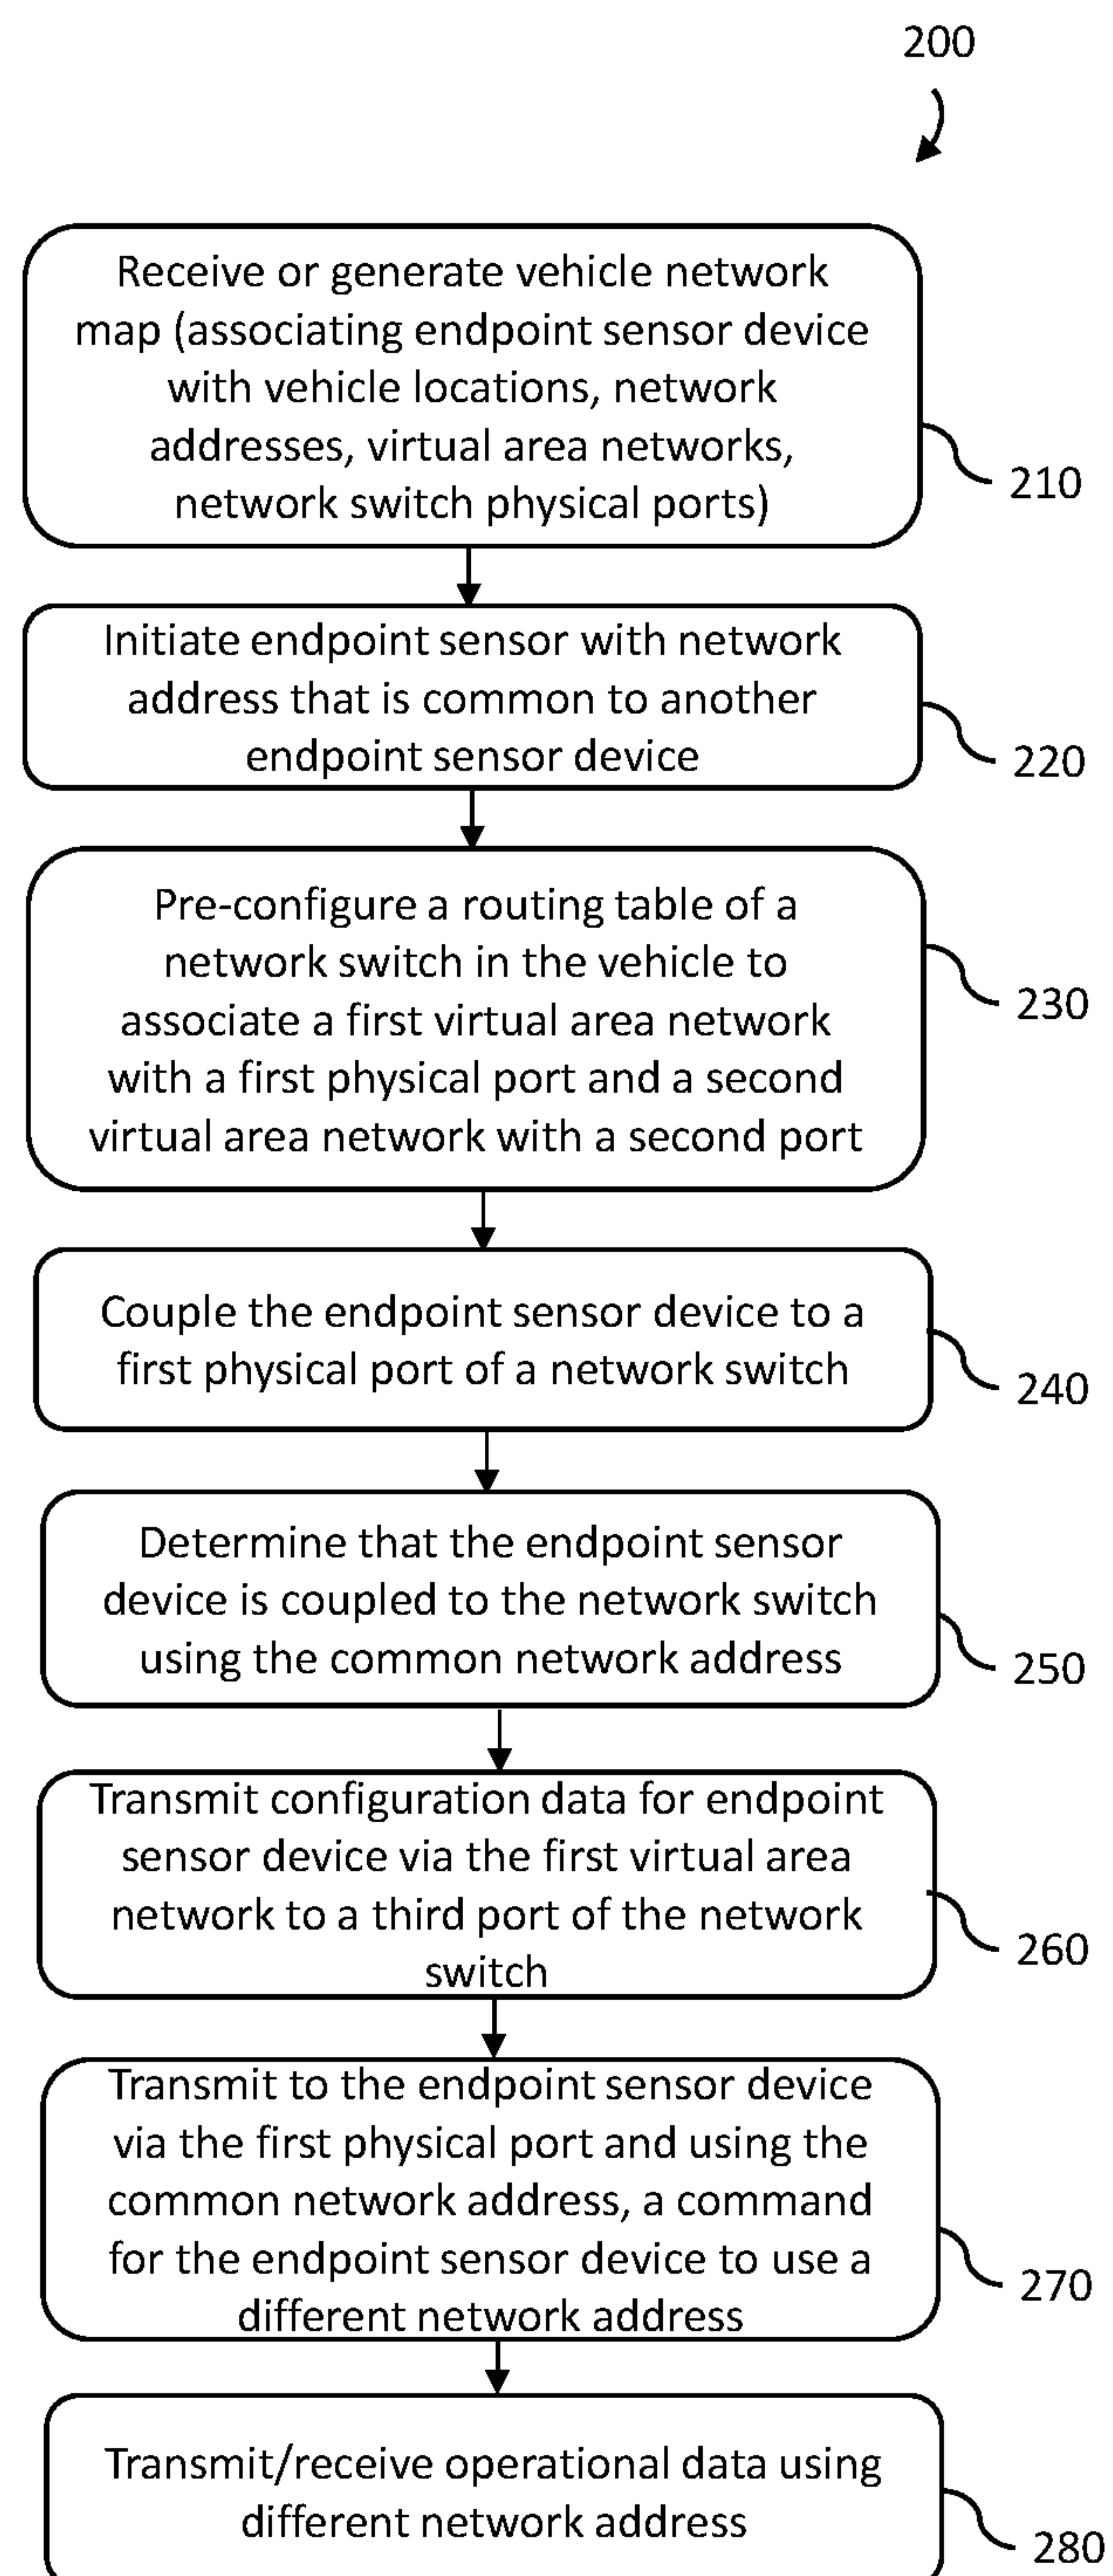 200
Receive or generate vehicle network
map (associating endpoint sensor device
with vehicle locations, network
addresses, virtual area networks,
network switch physical ports)
210
Initiate endpoint sensor with network
address that is common to another
endpoint sensor device
220
Pre-configure a routing table of a
network switch in the vehicle to
associate a first virtual area network
with a first physical port and a second
virtual area network with a second port
230
Couple the endpoint sensor device to a
first physical port of a network switch
240
Determine that the endpoint sensor
device is coupled to the network switch
using the common network address
250
Transmit configuration data for endpoint
sensor device via the first virtual area
network to a third port of the network
switch
260
Transmit to the endpoint sensor device
via the first physical port and using the
common network address, a command
for the endpoint sensor device to use a
different network address
270
Transmit/receive operational data using
different network address
280